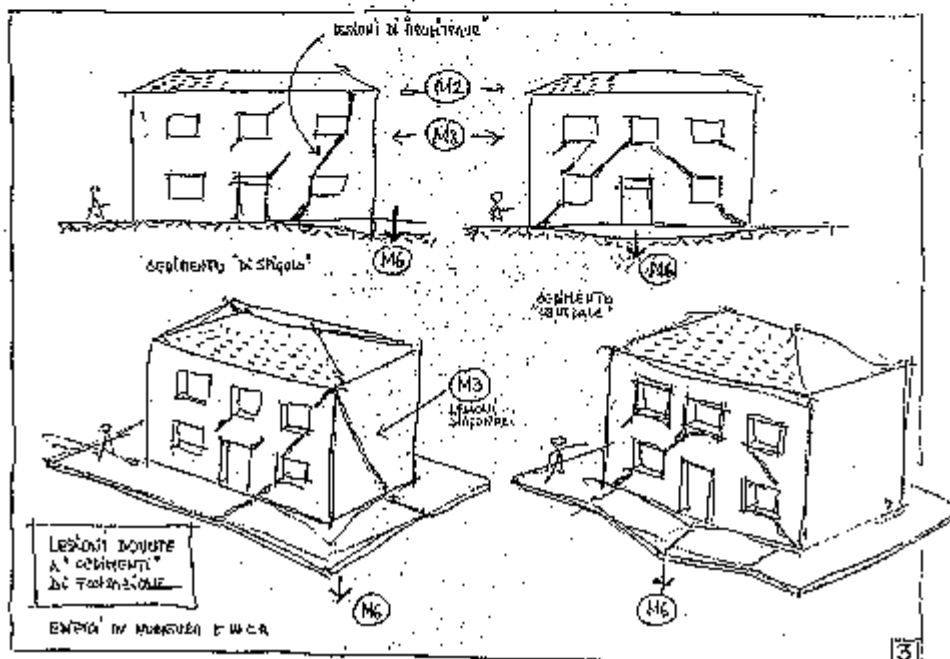 LESIONI DI
M2
M3
CEDIMENTO "DI SPIGOLO"
M6
M6
CEDIMENTO
"CENTRALE"
M3
LESIONI
DIAGONALI
LESIONI DOVUTE
A "CEDIMENTI"
DI FONDAZIONE
M6
M6
EDIFICI IN MURATURA E IN C.A.
3